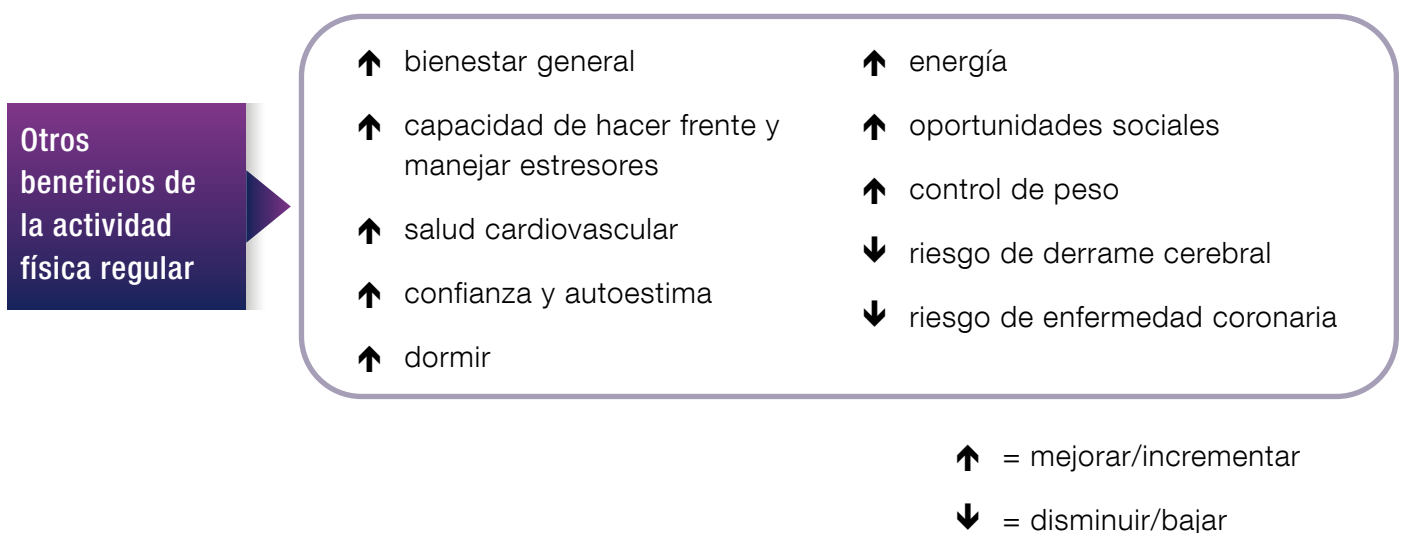 Otros
beneficios de
la actividad
física regular
↑ bienestar general
↑ capacidad de hacer frente y
manejar estresores
↑ salud cardiovascular
↑ confianza y autoestima
↑ dormir
↑ energía
↑ oportunidades sociales
↑ control de peso
↓ riesgo de derrame cerebral
↓ riesgo de enfermedad coronaria
↑ = mejorar/incrementar
↓ = disminuir/bajar